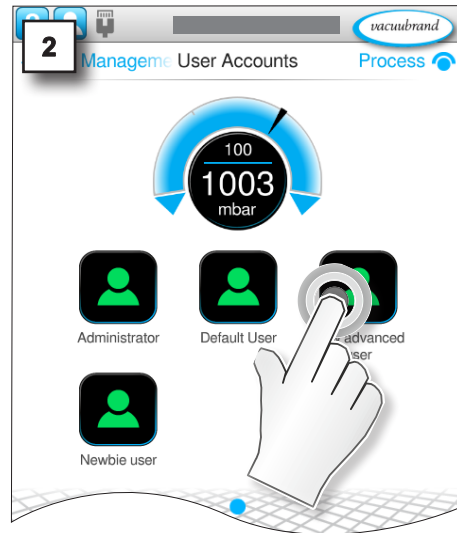 2
vacuubrand
Manageme User Accounts Process
100
1003
mbar
Administrator
Default User
advanced
user
Newbie user